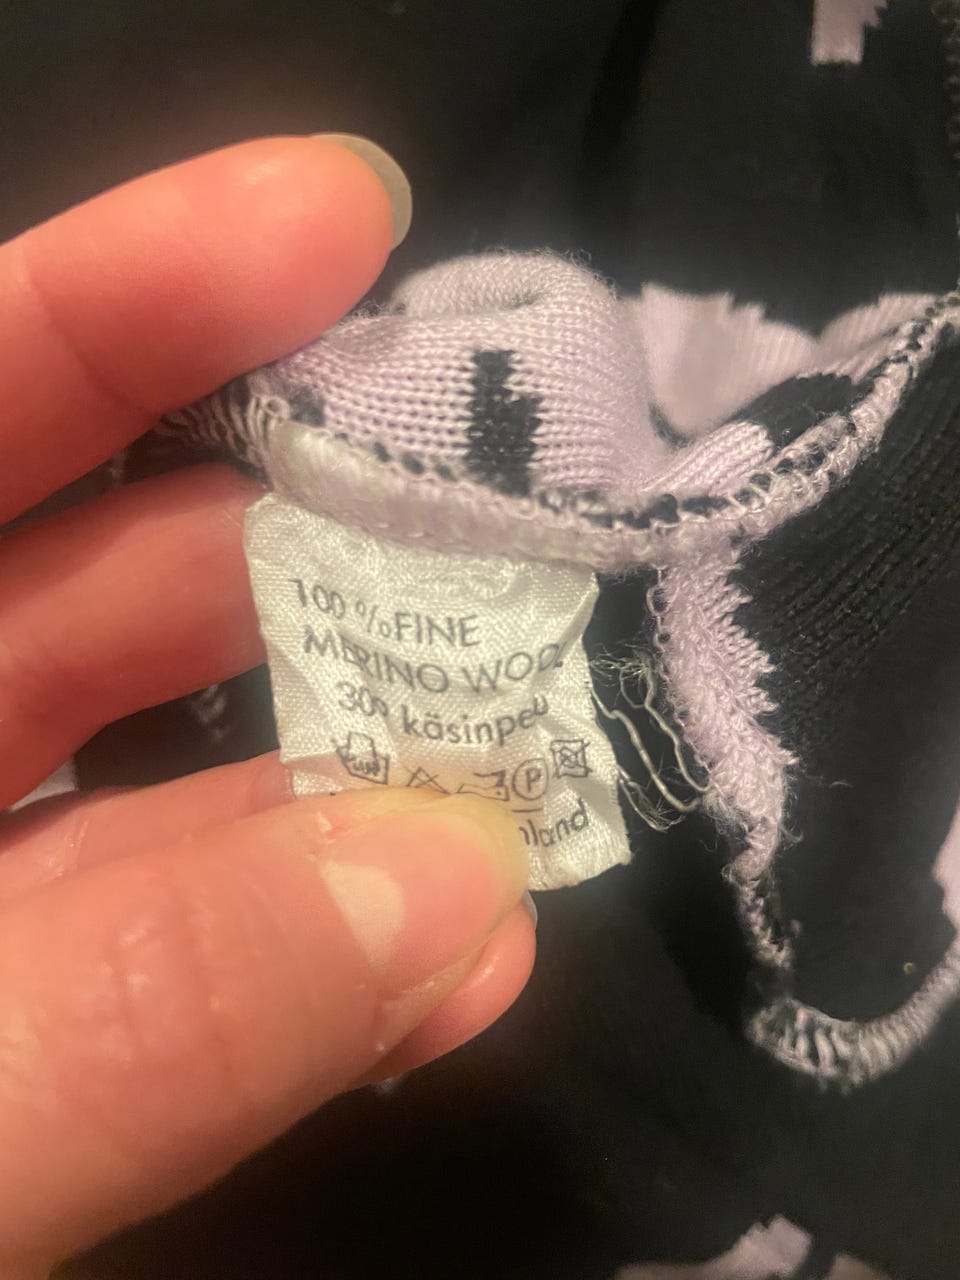 100 % FINE
MERINO WOOL
30° käsinpesu
P